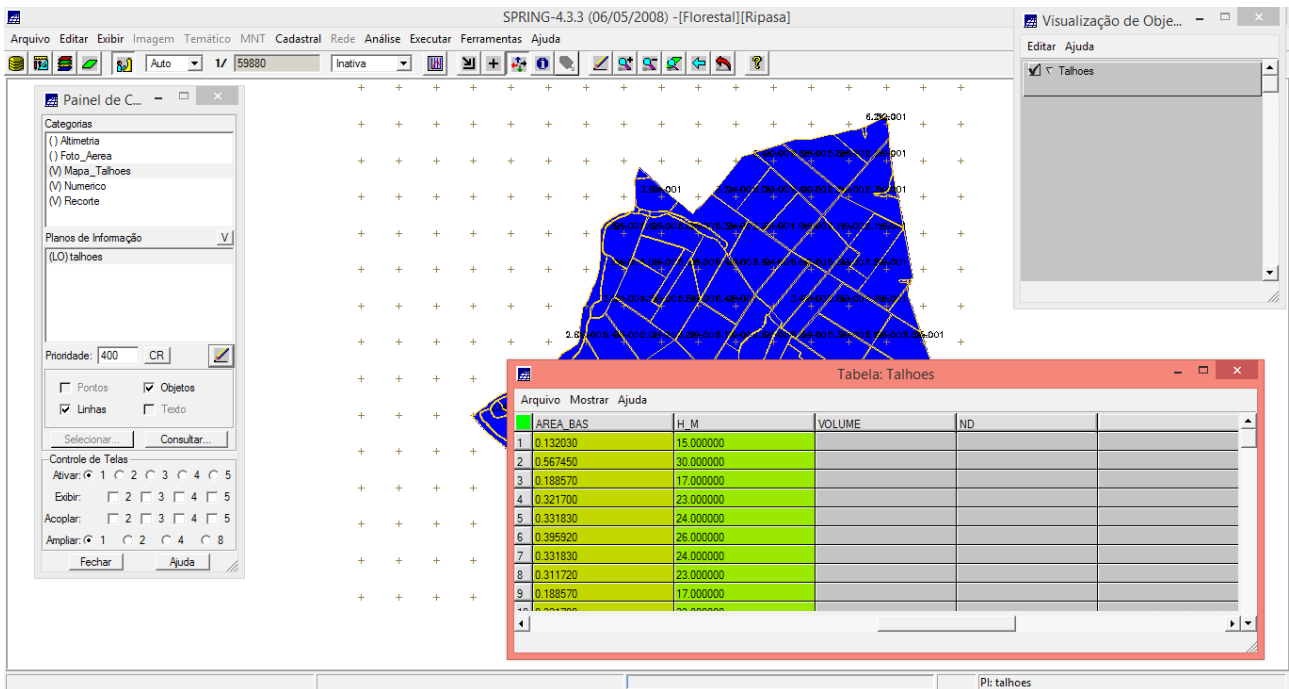 SPRING-4.3.3 (06/05/2008) -[Florestal][Ripasa]
Arquivo Editar Exibir Imagem Temático MNT Cadastral Rede Análise Executar Ferramentas Ajuda
Auto 1/ 59880 Inativa
Visualização de Obje...
Editar Ajuda
Talhoes
Painel de C...
Categorias
() Altimetria
() Foto_Aerea
(V) Mapa_Talhoes
(V) Numerico
(V) Recorte
Planos de Informação V
(LO) talhoes
Prioridade: 400 CR
Pontos Objetos
Linhas Texto
Selecionar... Consultar...
Controle de Telas
Ativar: 1 2 3 4 5
Exibir: 2 3 4 5
Acoplar: 2 3 4 5
Ampliar: 1 2 4 8
Fechar Ajuda
Tabela: Talhoes
Arquivo Mostrar Ajuda
AREA_BAS H_M VOLUME ND
1 0.132030 15.000000
2 0.567450 30.000000
3 0.188570 17.000000
4 0.321700 23.000000
5 0.331830 24.000000
6 0.395920 26.000000
7 0.331830 24.000000
8 0.311720 23.000000
9 0.188570 17.000000
PI: talhoes